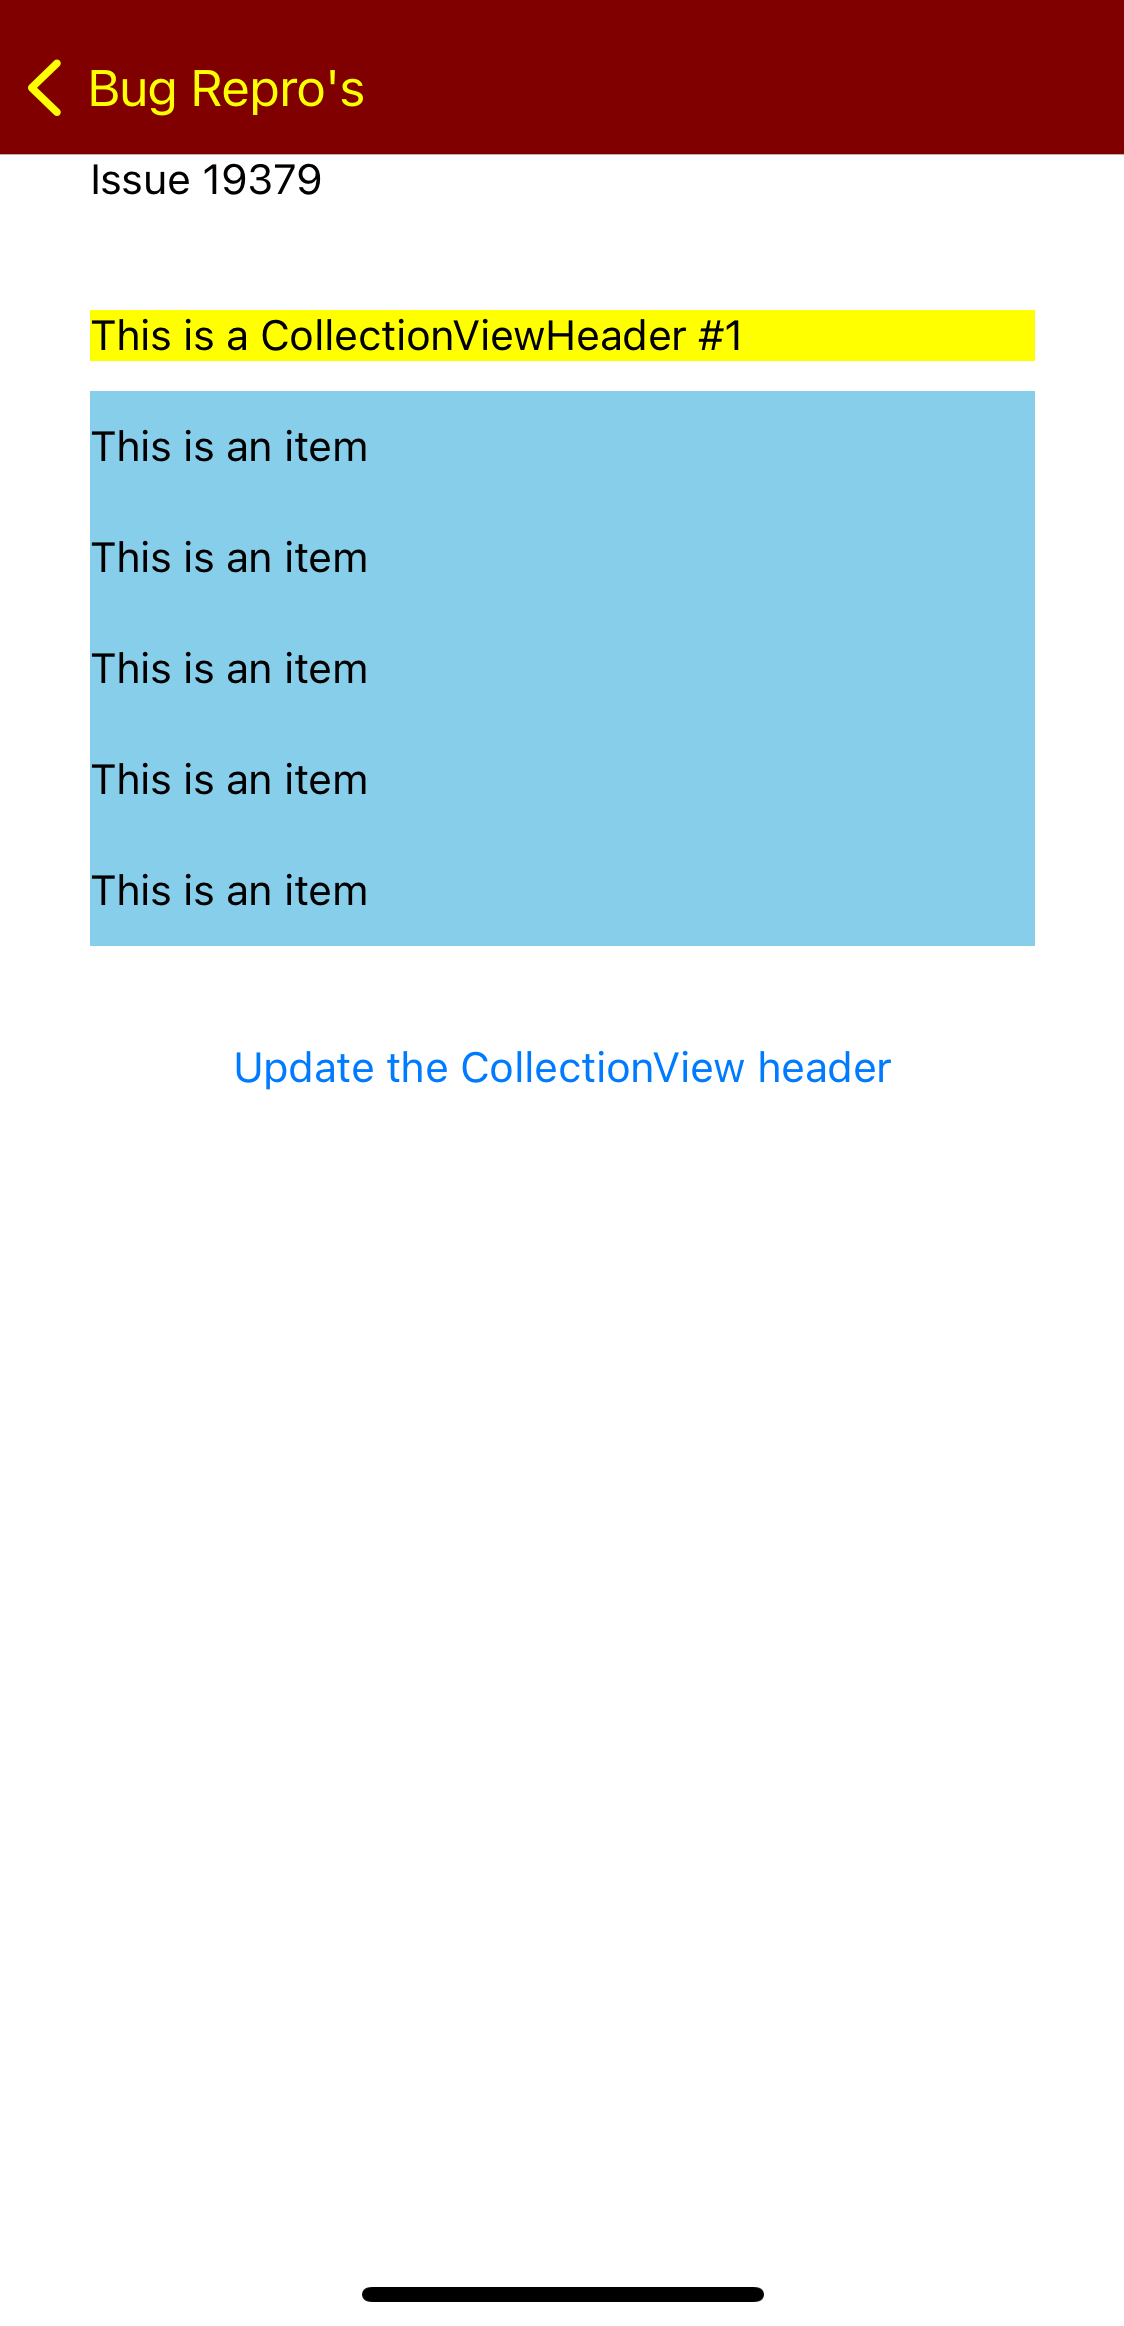 Bug Repro's
Issue 19379
This is a CollectionViewHeader #1
This is an item
This is an item
This is an item
This is an item
This is an item
Update the CollectionView header